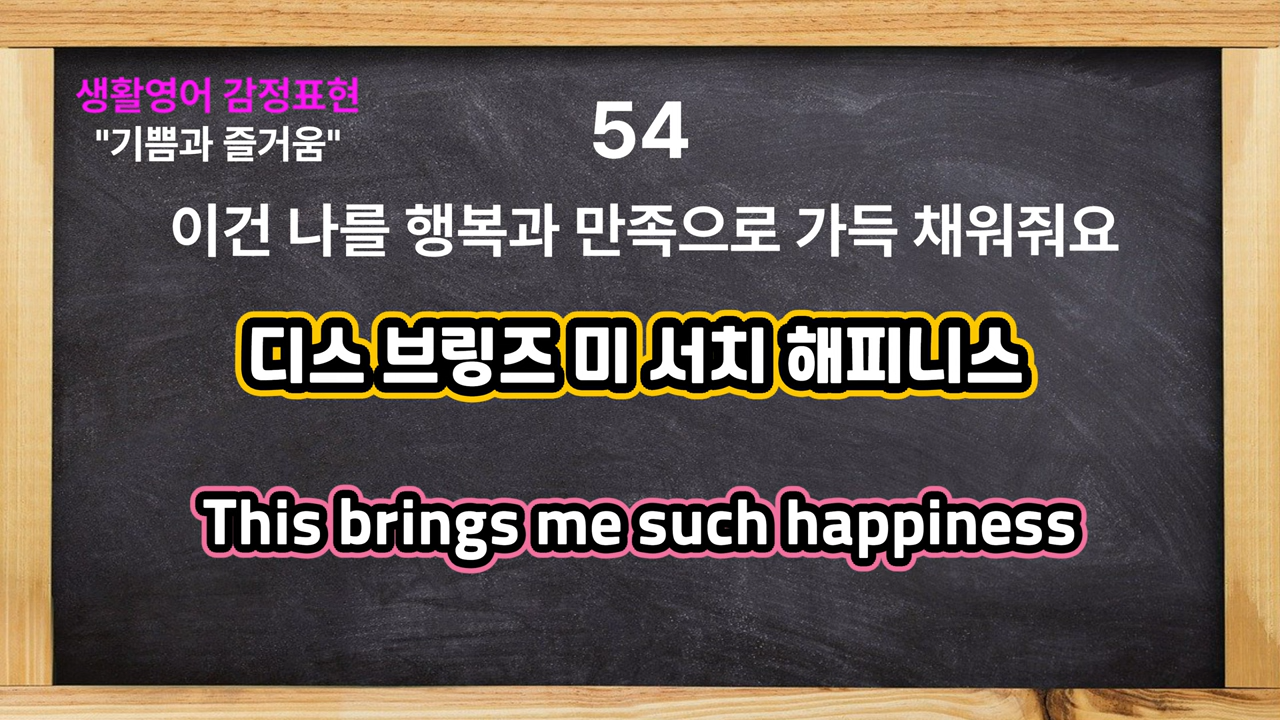 생활영어 감정표현
"기쁨과 즐거움"
54
이건 나를 행복과 만족으로 가득 채워줘요
디스 브링즈 미 서치 해피니스
This brings me such happiness